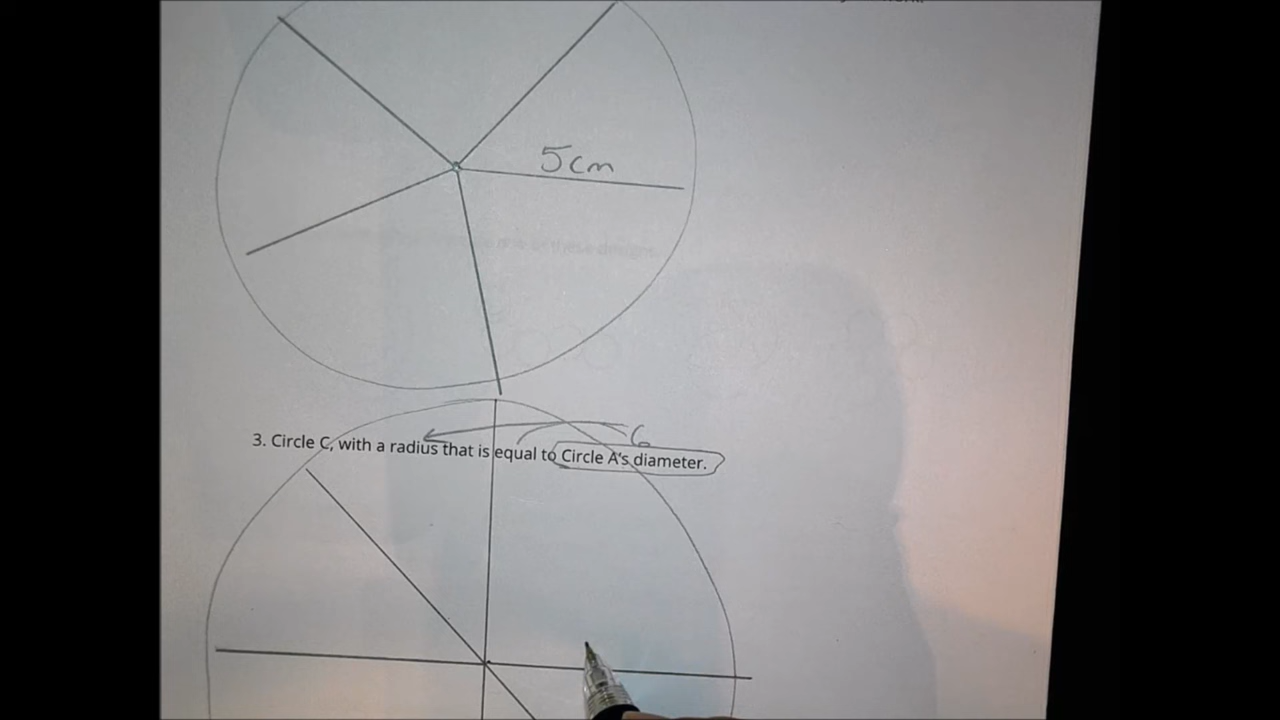 5cm
6
3. Circle C, with a radius that is equal to Circle A's diameter.